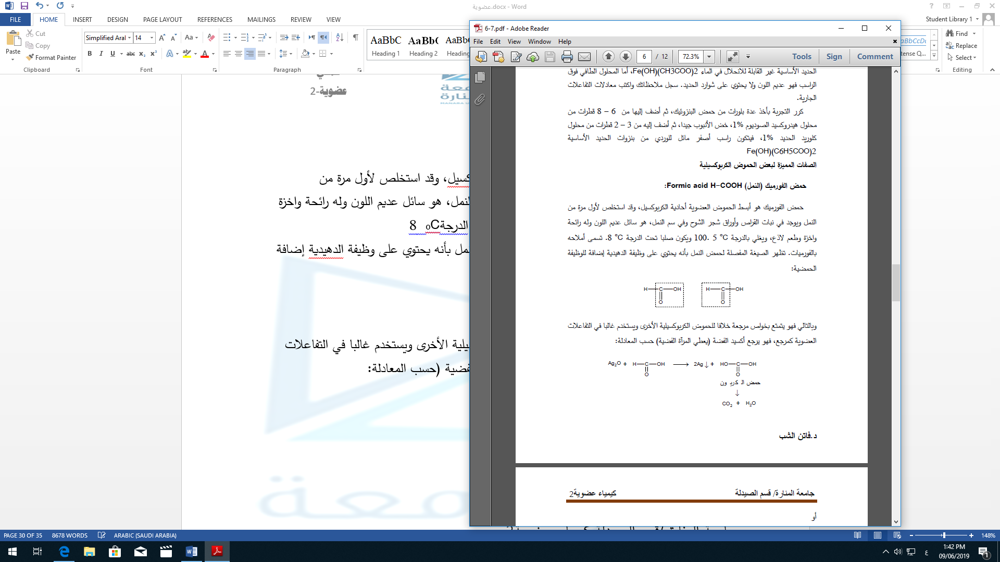 عضوية.docx - Word
FILE HOME INSERT DESIGN PAGE LAYOUT REFERENCES MAILINGS REVIEW VIEW
Student Library 1
Paste
Cut
Copy
Format Painter
Clipboard
Simplified Aral 14
Font
Paragraph
AaBbC AaBbC AaBbC
Heading 1 Heading 2 Heading
aBbCcDc
tense Q...
Find
Replace
Select
Editing
عضوية-2
MANARA U
كسيل، وقد استخلص لأول مرة من
النمل، هو سائل عديم اللون وله رائحة واخزة
الدرجةoC 8
نمل بأنه يحتوي على وظيفة الدهيدية إضافة
يلية الأخرى ويستخدم غالبا في التفاعلات
فضية (حسب المعادلة:
6-7.pdf - Adobe Reader
File Edit View Window Help
6 / 12 72.3% Tools Sign Comment
الحديد الأساسية غير القابلة للانحلال في الماء Fe(OH)(CH3COO)2، أما المحلول الطافي فوق
الراسب فهو عديم اللون ولا يحتوي على شوارد الحديد. سجل ملاحظاتك واكتب معادلات التفاعلات
الجارية.
كرر التجربة بأخذ عدة بلورات من حمض البنزوئيك، ثم أضف إليها من 6 – 8 قطرات من
محلول هيدروكسيد الصوديوم 1%، خض الأنبوب جيدا، ثم أضف إليه من 3 – 2 قطرات من محلول
كلوريد الحديد 1%، فيتكون راسب أصفر مائل للوردي من بنزوات الحديد الأساسية
Fe(OH)(C6H5COO)2
الصفات المميزة لبعض الحموض الكربوكسيلية
حمض الفورميك (النمل) Formic acid H–COOH:
حمض الفورميك هو أبسط الحموض العضوية أحادية الكربوكسيل، وقد استخلص لأول مرة من
النمل ويوجد في نبات القراص وأوراق شجر الشوح وفي سم النمل، هو سائل عديم اللون وله رائحة
واخزة وطعم لاذع، ويغلي بالدرجة 100. 5 °C ويكون صلبا تحت الدرجة 8 °C. تسمى أملاحه
بالفورميات. تظهر الصيغة المفصلة لحمض النمل بأنه يحتوي على وظيفة الدهيدية إضافة للوظيفة
الحمضية:
H C OH H C OH
O O
وبالتالي فهو يتمتع بخواص مرجعة خلافا للحموض الكربوكسيلية الأخرى ويستخدم غالبا في التفاعلات
العضوية كمرجع، فهو يرجع أكسيد الفضة (يعطي المرآة الفضية) حسب المعادلة:
Ag2O + H C OH → 2Ag ↓ + HO C OH
O O
حمض الـ كربـ ون
↓
CO2 + H2O
د.فاتن الشب
جامعة المنارة/ قسم الصيدلة كيمياء عضوية2
أو
PAGE 30 OF 35 8678 WORDS ARABIC (SAUDI ARABIA) 148%
ع 1:42 PM
09/06/2019
1